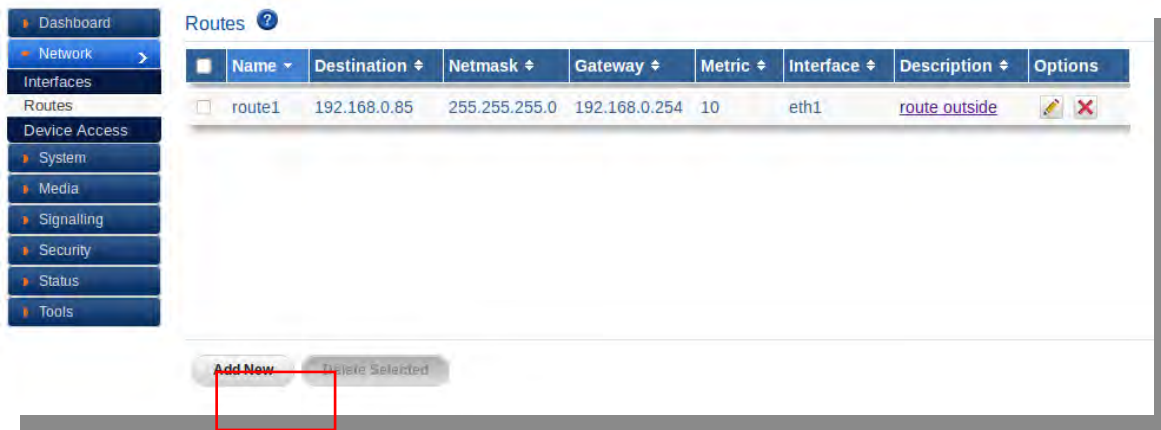 Dashboard
Network
Interfaces
Routes
Device Access
System
Media
Signalling
Security
Status
Tools
Routes ?
Name Destination Netmask Gateway Metric Interface Description Options
route1 192.168.0.85 255.255.255.0 192.168.0.254 10 eth1 route outside
Add New Delete Selected